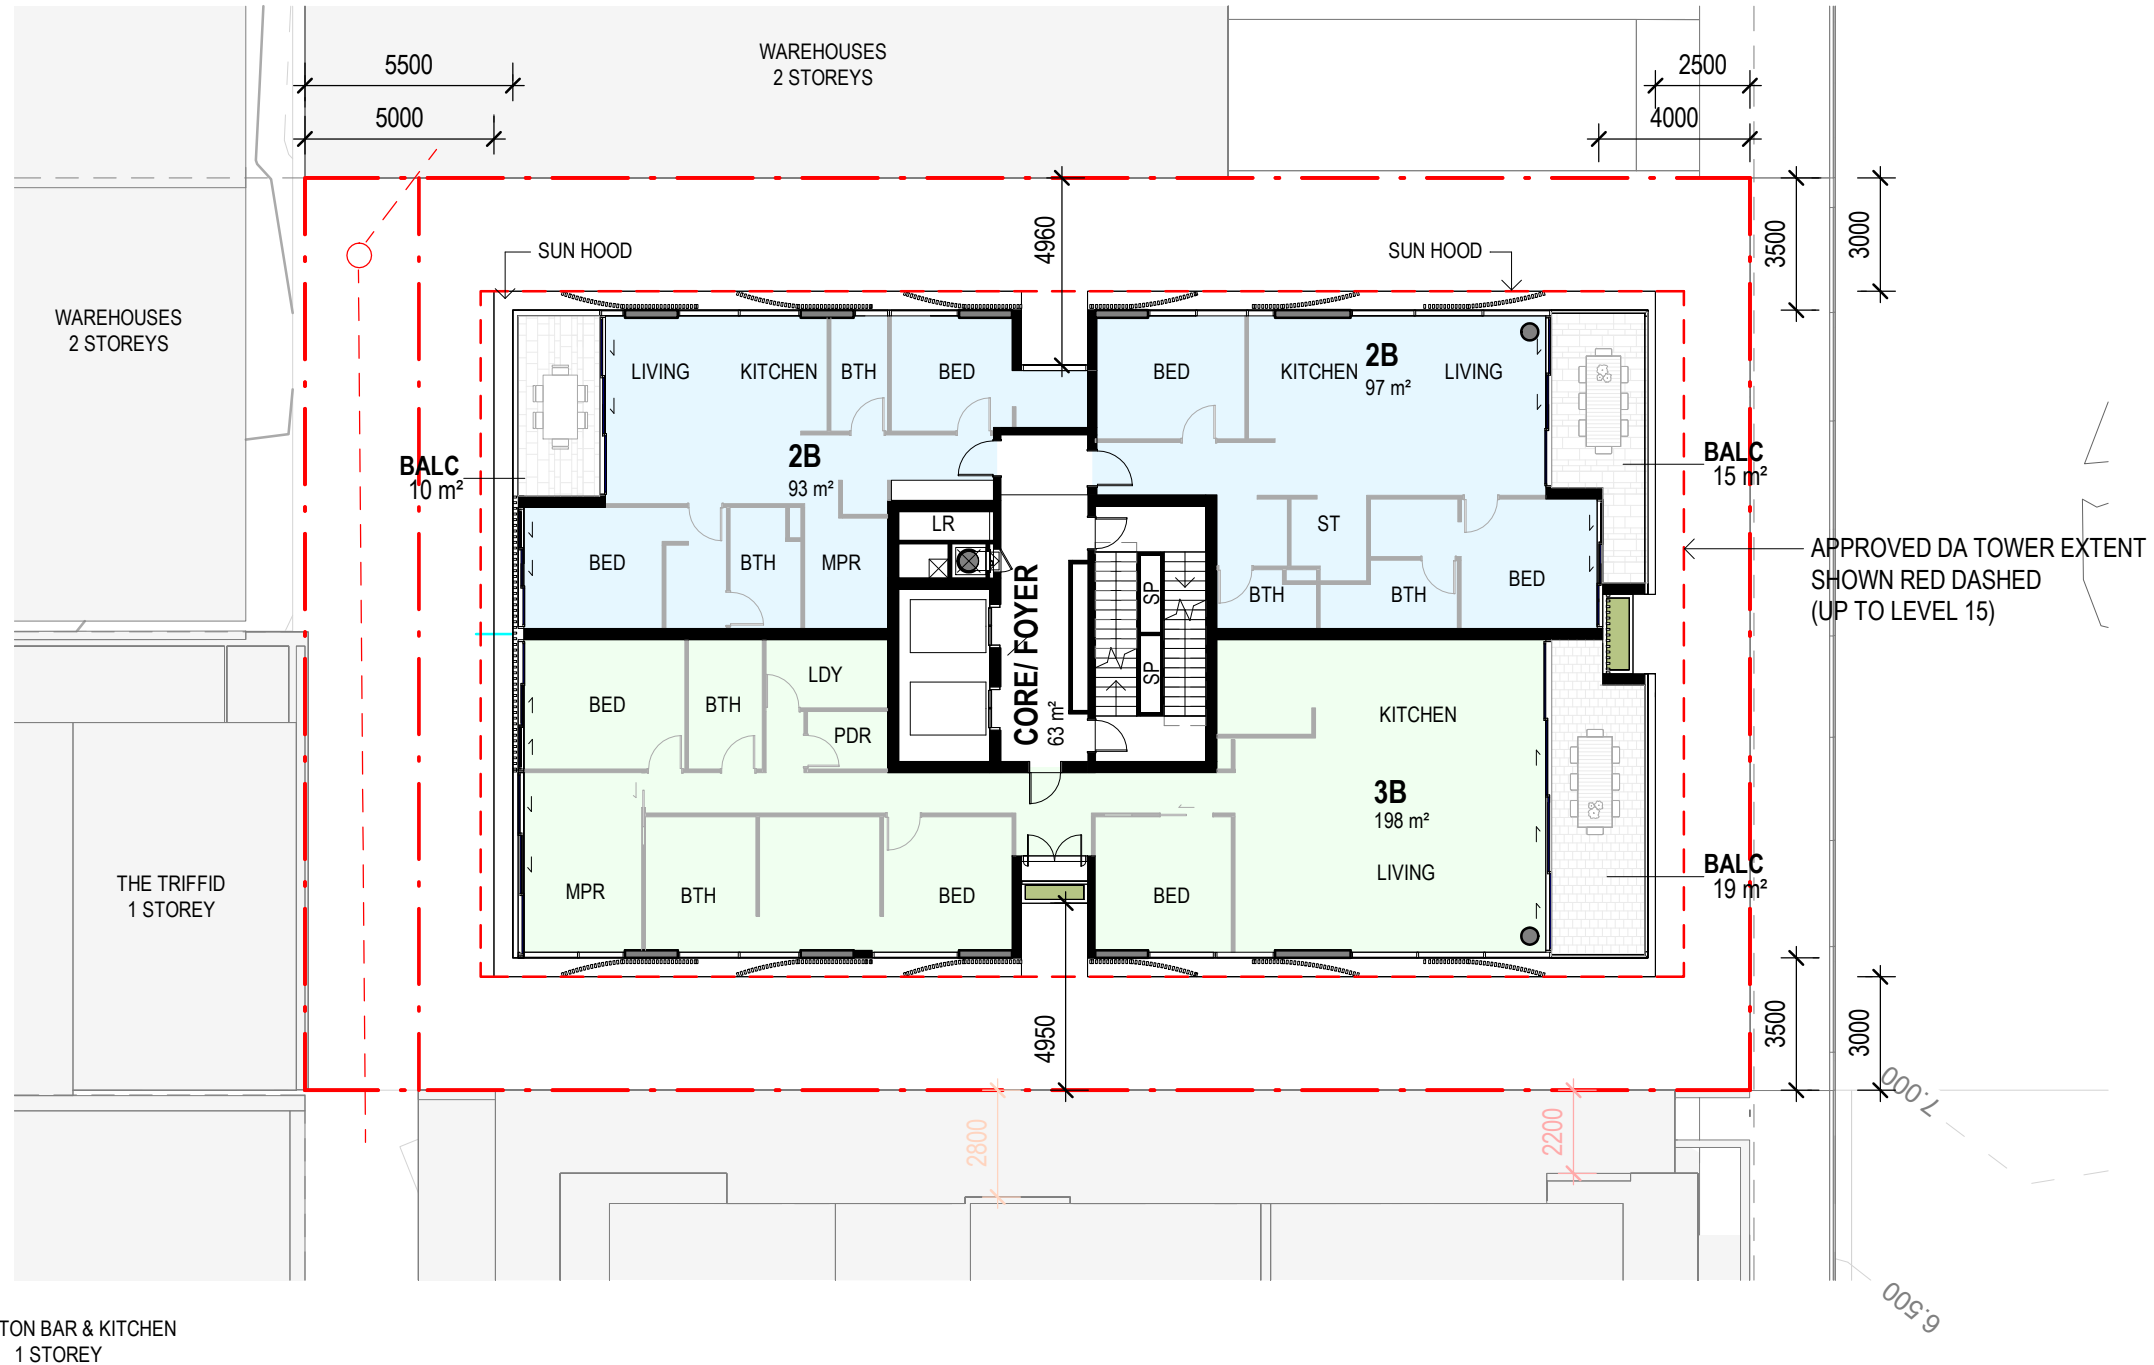 WAREHOUSES
2 STOREYS
5500
5000
2500
4000
4960
3500
3000
SUN HOOD
SUN HOOD
WAREHOUSES
2 STOREYS
LIVING
KITCHEN
BTH
BED
BED
KITCHEN
2B
97 m²
LIVING
2B
93 m²
BALC
10 m²
BALC
15 m²
LR
ST
BED
BTH
MPR
BTH
BTH
BED
SP
SP
CORE/ FOYER
63 m²
APPROVED DA TOWER EXTENT
SHOWN RED DASHED
(UP TO LEVEL 15)
BED
BTH
LDY
PDR
KITCHEN
3B
198 m²
LIVING
MPR
BTH
BED
BED
BALC
19 m²
THE TRIFFID
1 STOREY
4950
3500
3000
2800
2200
7.000
6.500
TON BAR & KITCHEN
1 STOREY